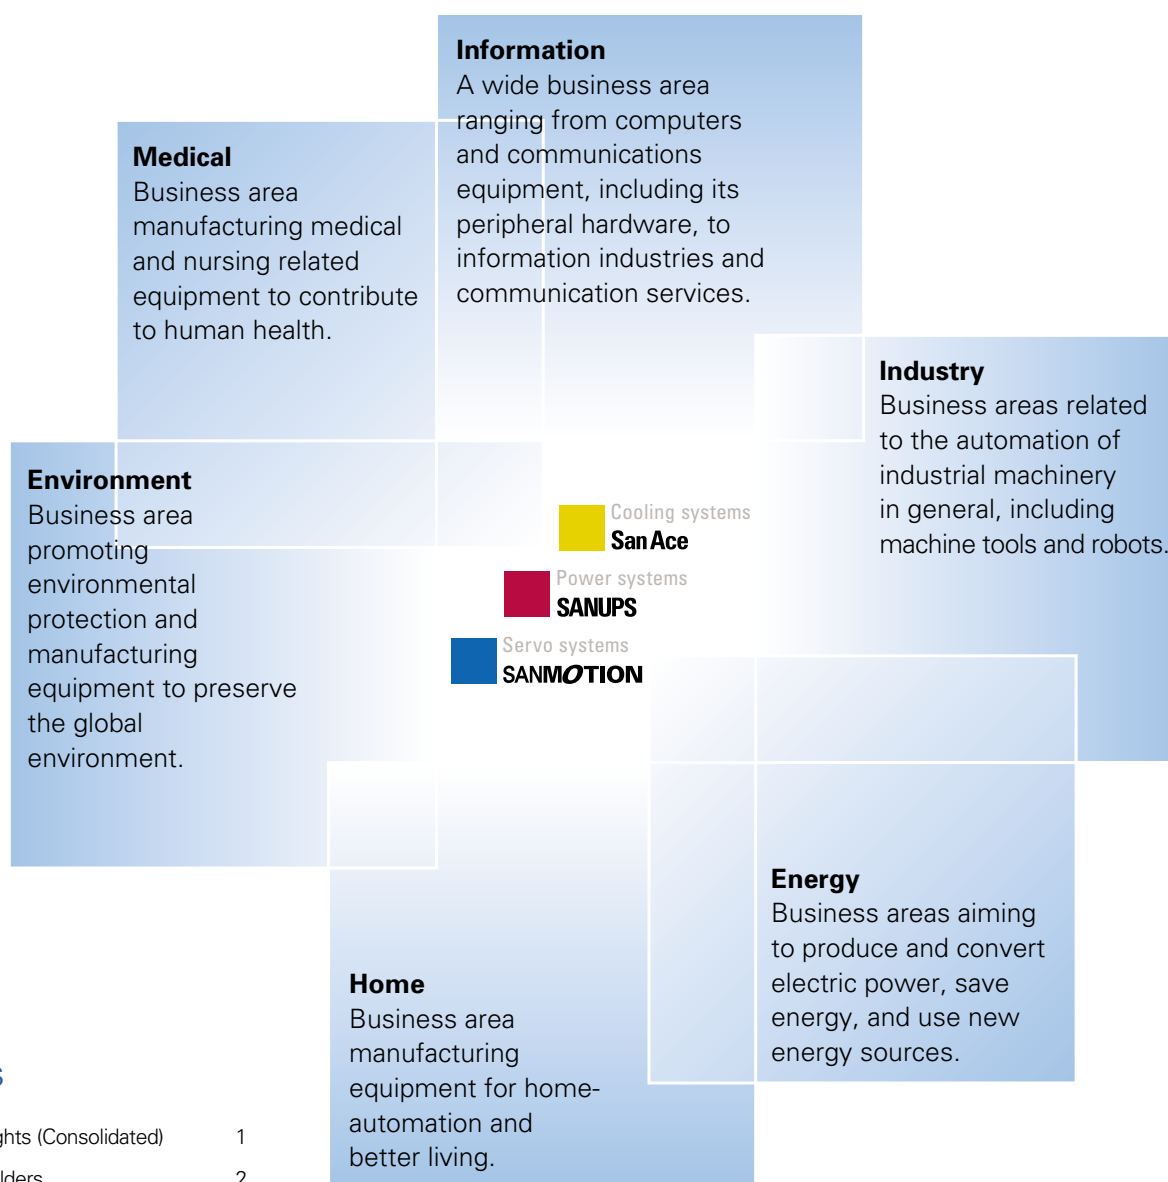 Information
A wide business area
ranging from computers
and communications
equipment, including its
peripheral hardware, to
information industries and
communication services.
Medical
Business area
manufacturing medical
and nursing related
equipment to contribute
to human health.
Industry
Business areas related
to the automation of
industrial machinery
in general, including
machine tools and robots.
Environment
Business area
promoting
environmental
protection and
manufacturing
equipment to preserve
the global
environment.
Cooling systems
San Ace
Power systems
SANUPS
Servo systems
SANMOTION
Energy
Business areas aiming
to produce and convert
electric power, save
energy, and use new
energy sources.
Home
Business area
manufacturing
equipment for home-
automation and
better living.
(Consolidated) 1
2